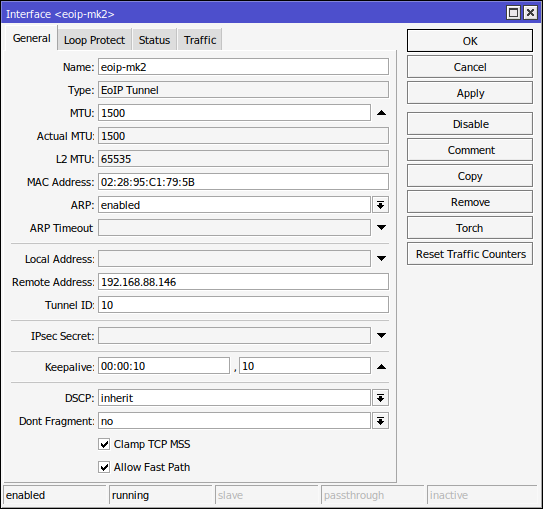 Interface <eoip-mk2>
General Loop Protect Status Traffic
Name: eoip-mk2
Type: EoIP Tunnel
MTU: 1500
Actual MTU: 1500
L2 MTU: 65535
MAC Address: 02:28:95:C1:79:5B
ARP: enabled
ARP Timeout
Local Address:
Remote Address: 192.168.88.146
Tunnel ID: 10
IPsec Secret:
Keepalive: 00:00:10 , 10
DSCP: inherit
Dont Fragment: no
Clamp TCP MSS
Allow Fast Path
OK
Cancel
Apply
Disable
Comment
Copy
Remove
Torch
Reset Traffic Counters
enabled running slave passthrough inactive